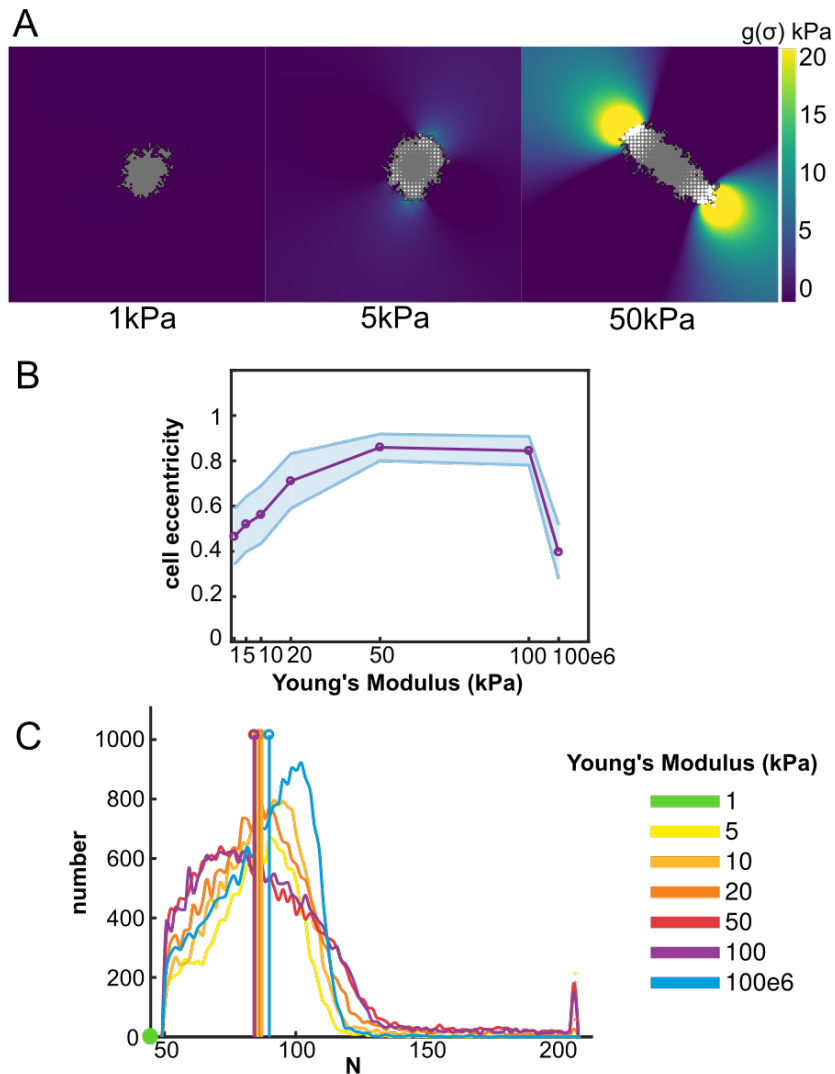 A
g(σ) kPa
20
15
10
5
0
1kPa
5kPa
50kPa
B
1
0.8
0.6
0.4
0.2
0
cell eccentricity
1 5 10 20 50 100 100e6
Young's Modulus (kPa)
C
1000
800
600
400
200
0
number
50 100 150 200
N
Young's Modulus (kPa)
1
5
10
20
50
100
100e6